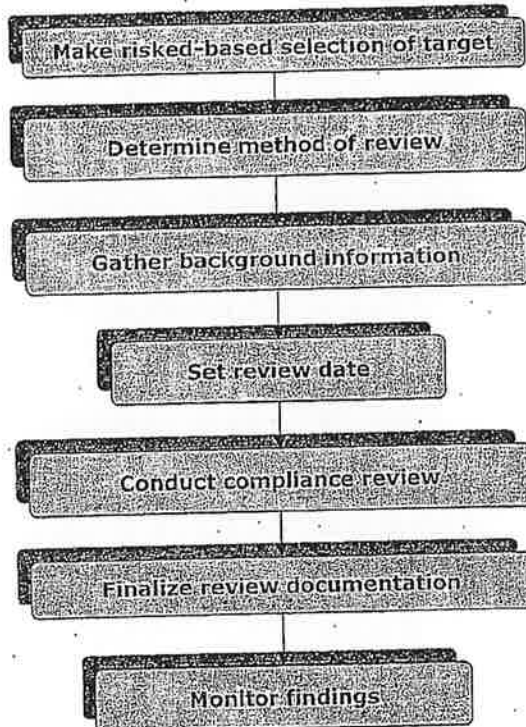 Make risked-based selection of target
Determine method of review
Gather background information
Set review date
Conduct compliance review
Finalize review documentation
Monitor findings